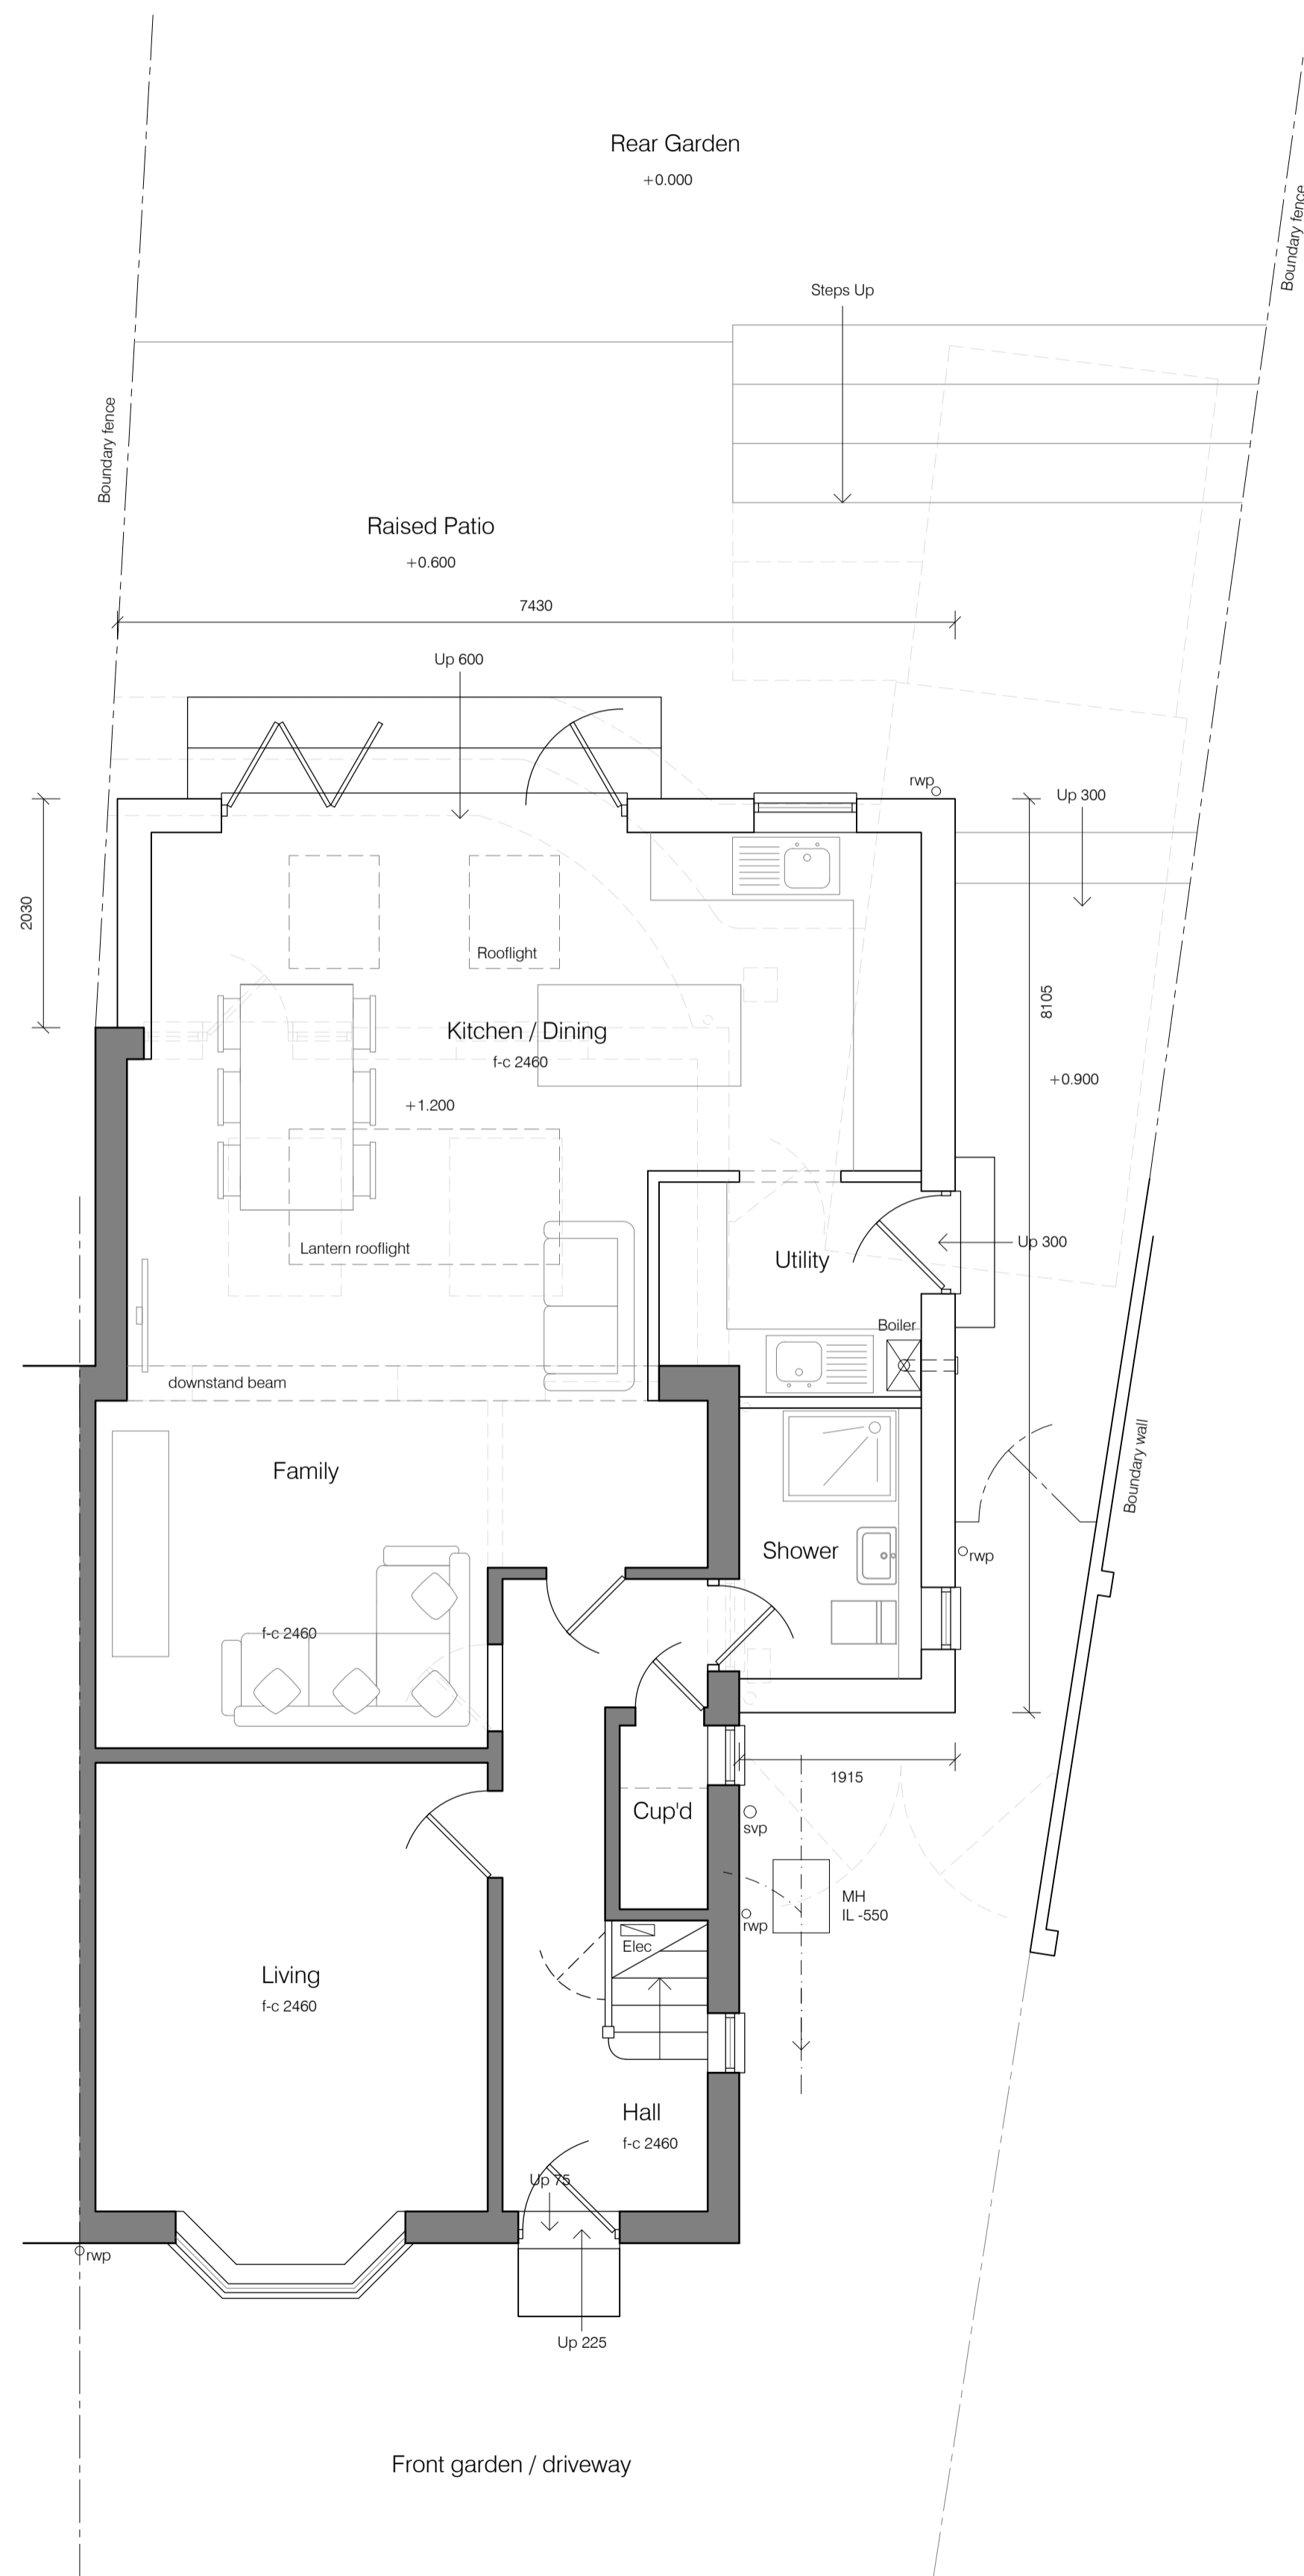 Rear Garden
+0.000
Boundary fence
Steps Up
Boundary fence
Raised Patio
+0.600
7430
Up 600
rwp
Up 300
2030
Rooflight
8105
Kitchen / Dining
f-c 2460
+0.900
+1.200
Lantern rooflight
Up 300
Utility
Boiler
downstand beam
Family
Boundary wall
Shower
rwp
f-c 2460
1915
Cup'd
svp
MH
IL -550
rwp
Elec
Living
f-c 2460
Hall
f-c 2460
Up 75
rwp
Up 225
Front garden / driveway